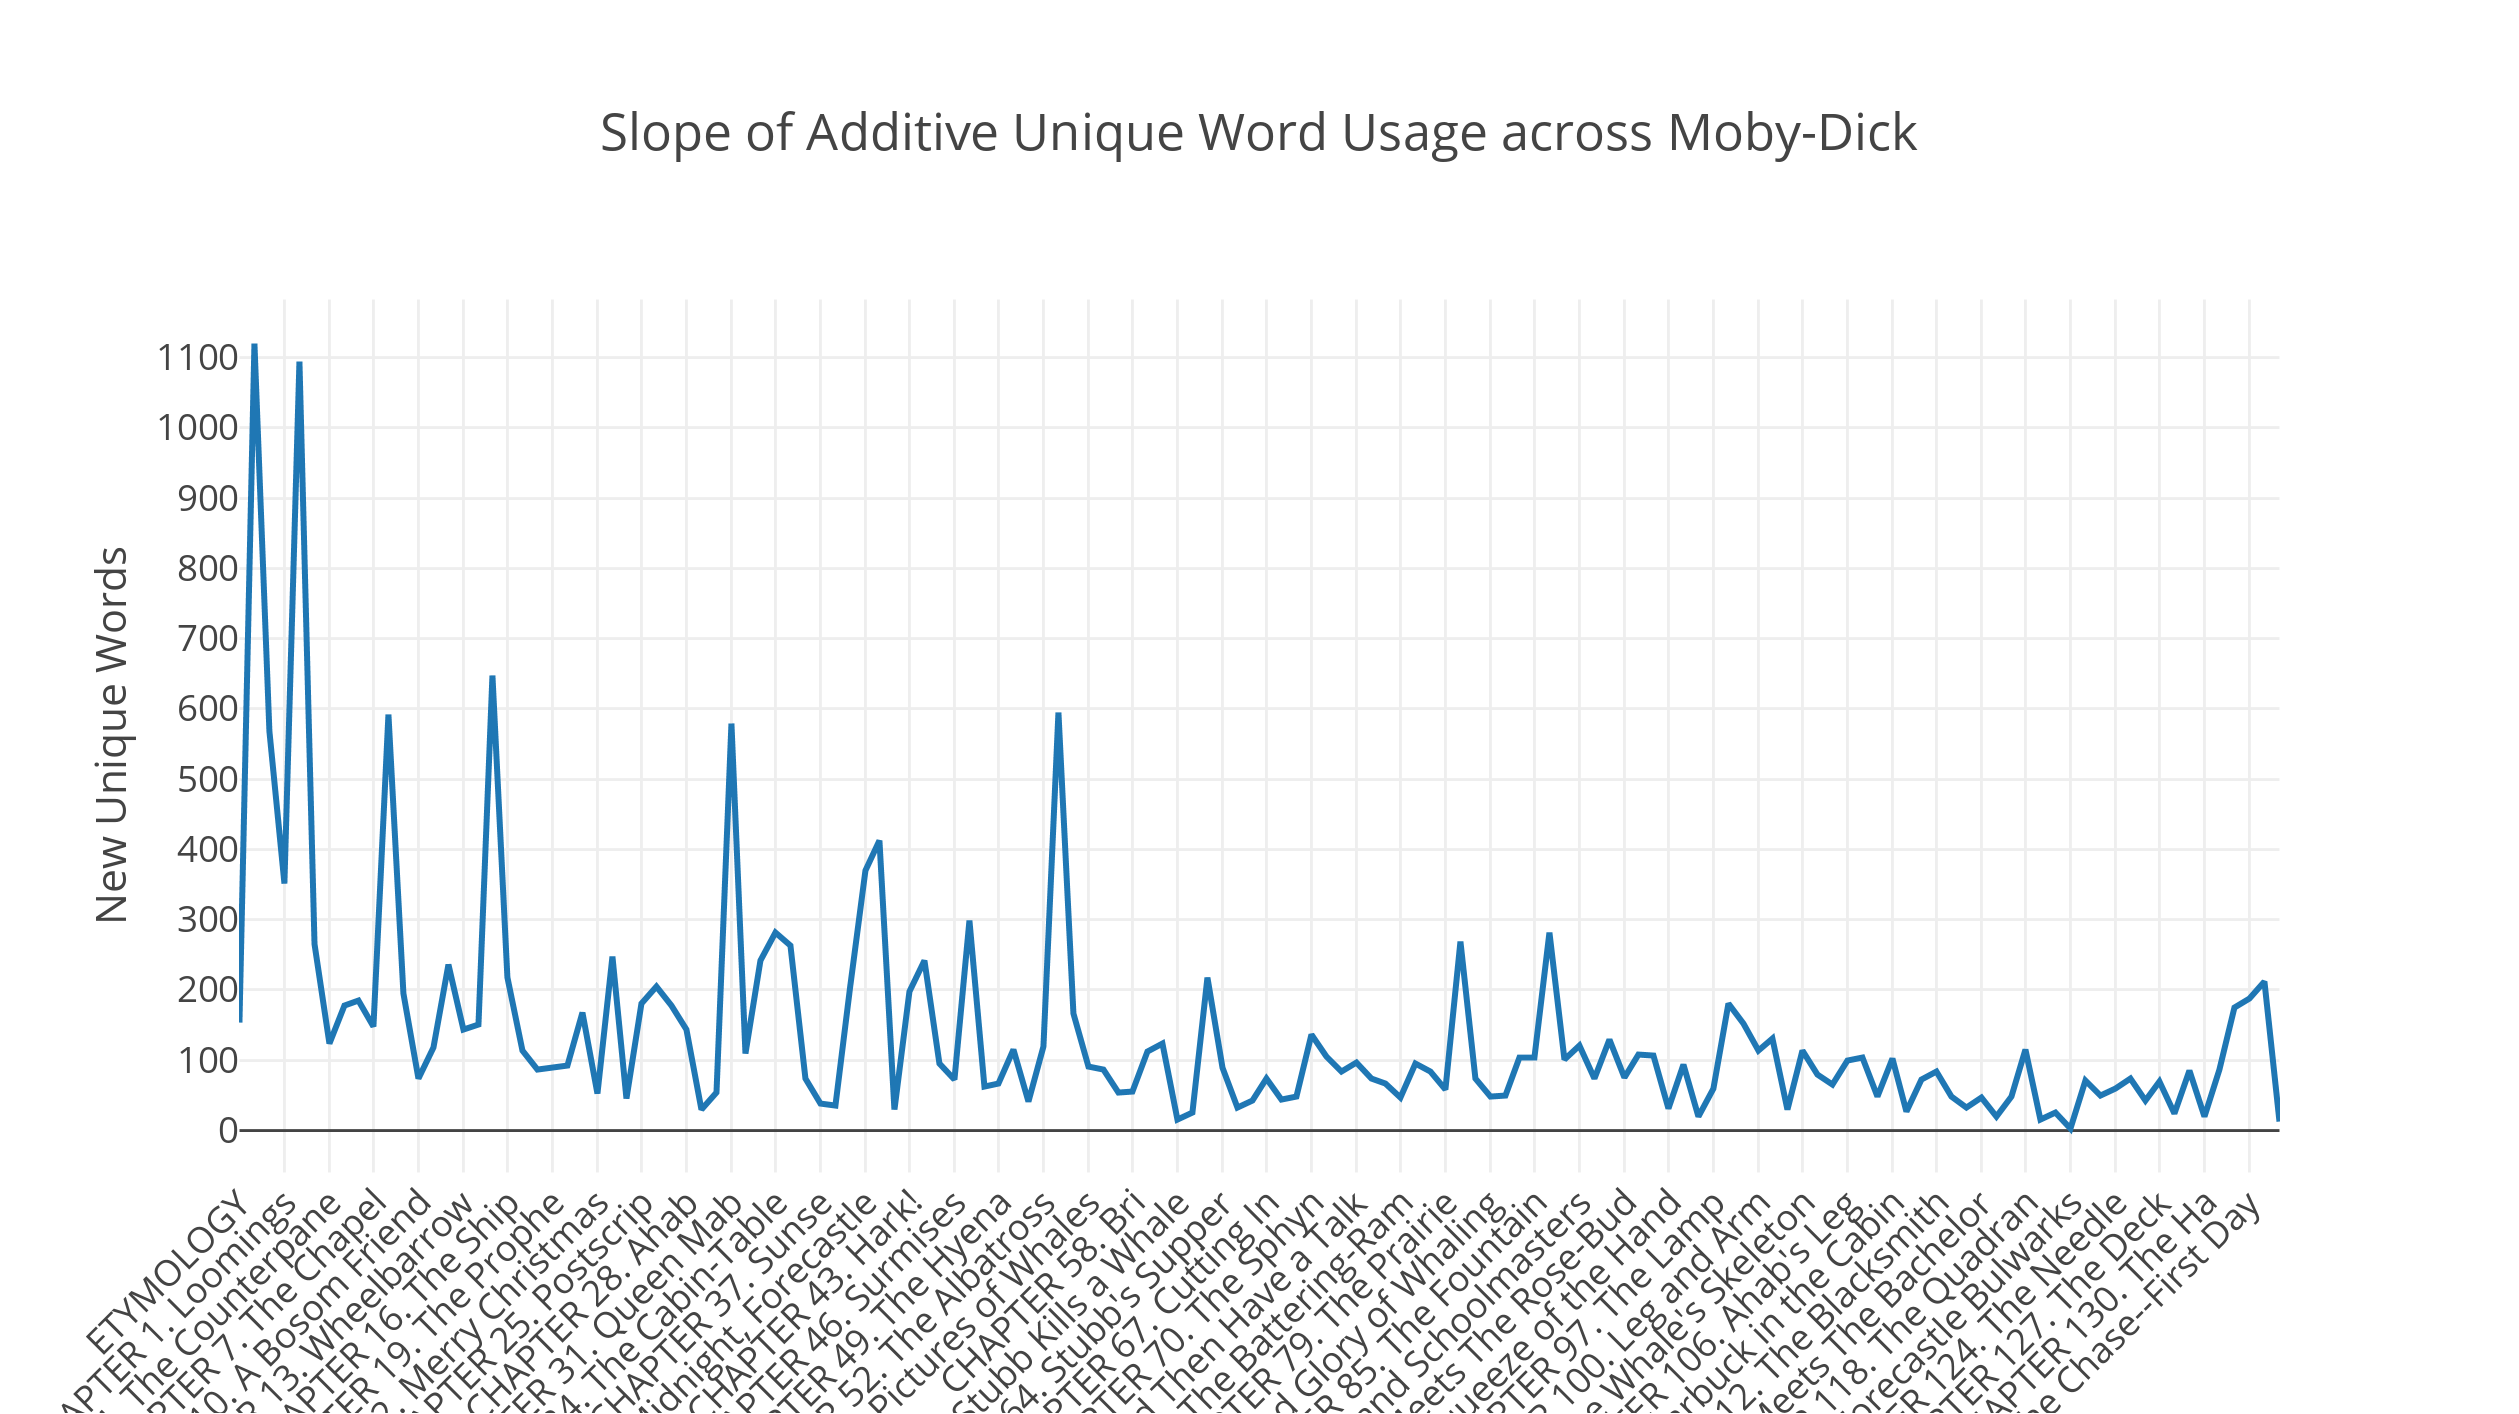 Slope of Additive Unique Word Usage across Moby-Dick
New Unique Words
1100
1000
900
800
700
600
500
400
300
200
100
0
ETYMOLOGY
1: Loomings
The Counterpane
7: The Chapel
10: A Bosom Friend
13: Wheelbarrow
16: The Ship
19: The Prophe
Merry Christmas
25: Postscrip
CHAPTER 28: Ahab
31: Queen Mab
The Cabin-Table
CHAPTER 37: Sunse
Midnight, Forecastle
CHAPTER 43: Hark!
46: Surmises
49: The Hyena
52: The Albatross
Pictures of Whales
CHAPTER 58: Bri
Stubb Kills a Whale
64: Stubb's Supper
67: Cutting In
70: The Sphyn
Then Have a Talk
The Battering-Ram
79: The Prairie
Glory of Whaling
85: The Fountain
and Schoolmasters
the Rose-Bud
of the Hand
97: The Lamp
100: Leg and Arm
Whale's Skeleton
106: Ahab's Leg
in the Cabin
The Blacksmith
The Bachelor
118: The Quadran
Bulwarks
124: The Needle
127: The Deck
130: The Ha
Chase--First Day